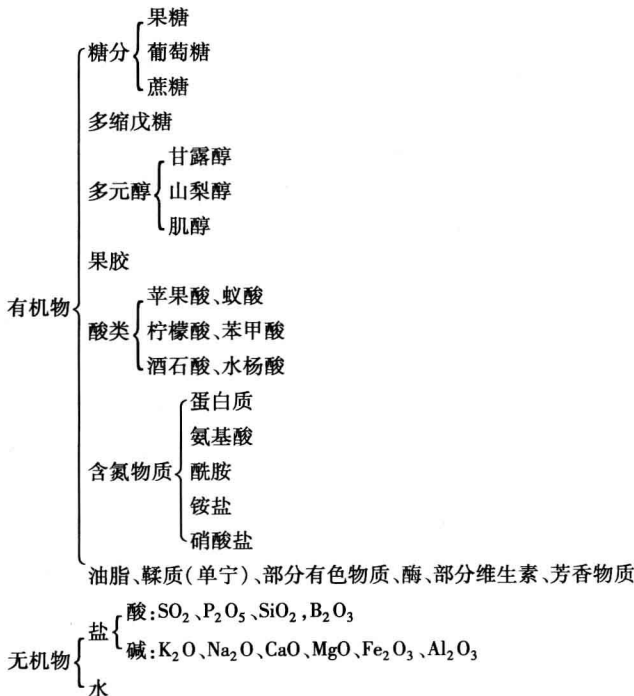 果糖
糖分 葡萄糖
蔗糖
多缩戊糖
甘露醇
多元醇 山梨醇
肌醇
果胶
有机物 苹果酸、蚁酸
酸类 柠檬酸、苯甲酸
酒石酸、水杨酸
蛋白质
氨基酸
含氮物质 酰胺
铵盐
硝酸盐
油脂、鞣质(单宁)、部分有色物质、酶、部分维生素、芳香物质
盐 酸:SO₂、P₂O₅、SiO₂,B₂O₃
无机物 碱:K₂O、Na₂O、CaO、MgO、Fe₂O₃、Al₂O₃
水